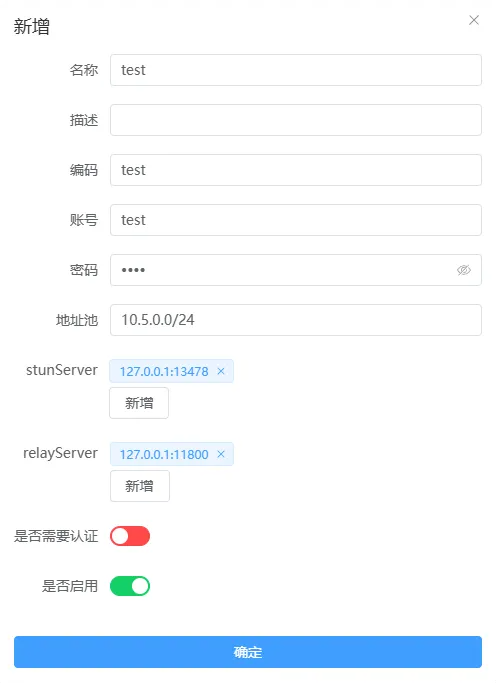 新增
名称 test
描述
编码 test
账号 test
密码 ••••
地址池 10.5.0.0/24
stunServer 127.0.0.1:13478 ×
新增
relayServer 127.0.0.1:11800 ×
新增
是否需要认证
是否启用
确定